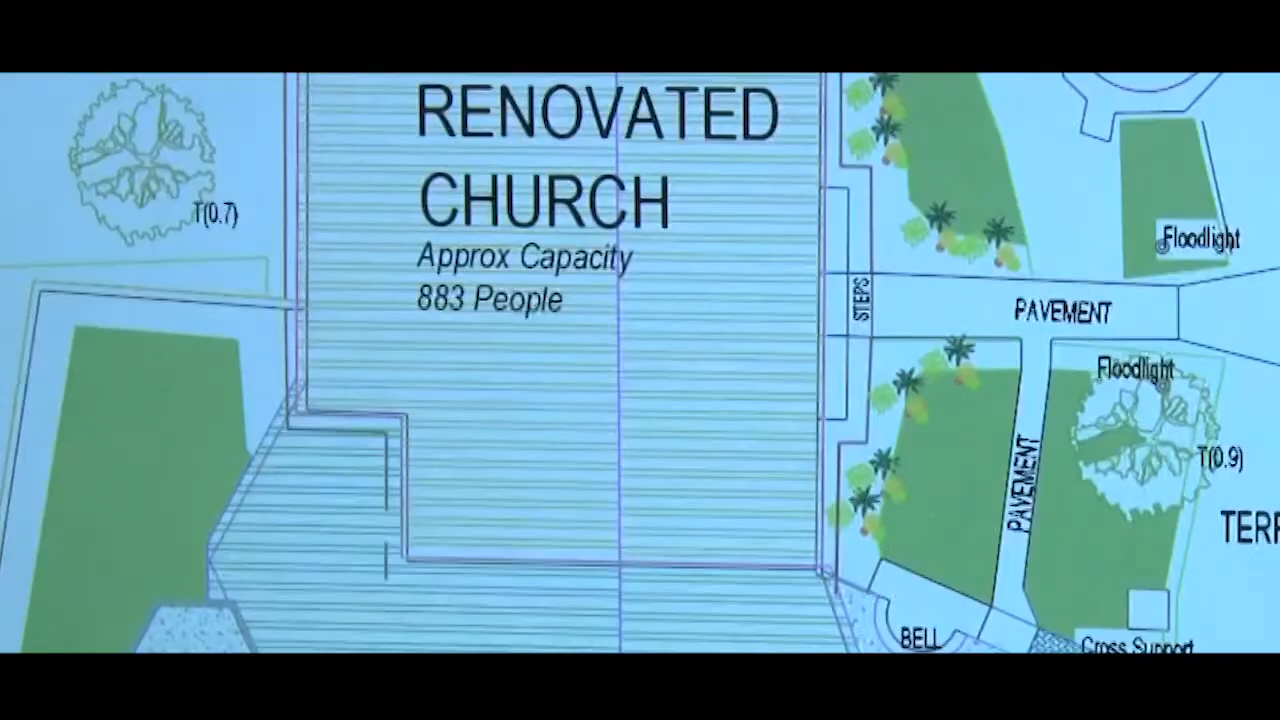 RENOVATED
CHURCH
Approx Capacity
883 People
T(0.7)
Floodlight
STEPS
PAVEMENT
Floodlight
PAVEMENT
T(0.9)
TERR
BELL
Cross Support